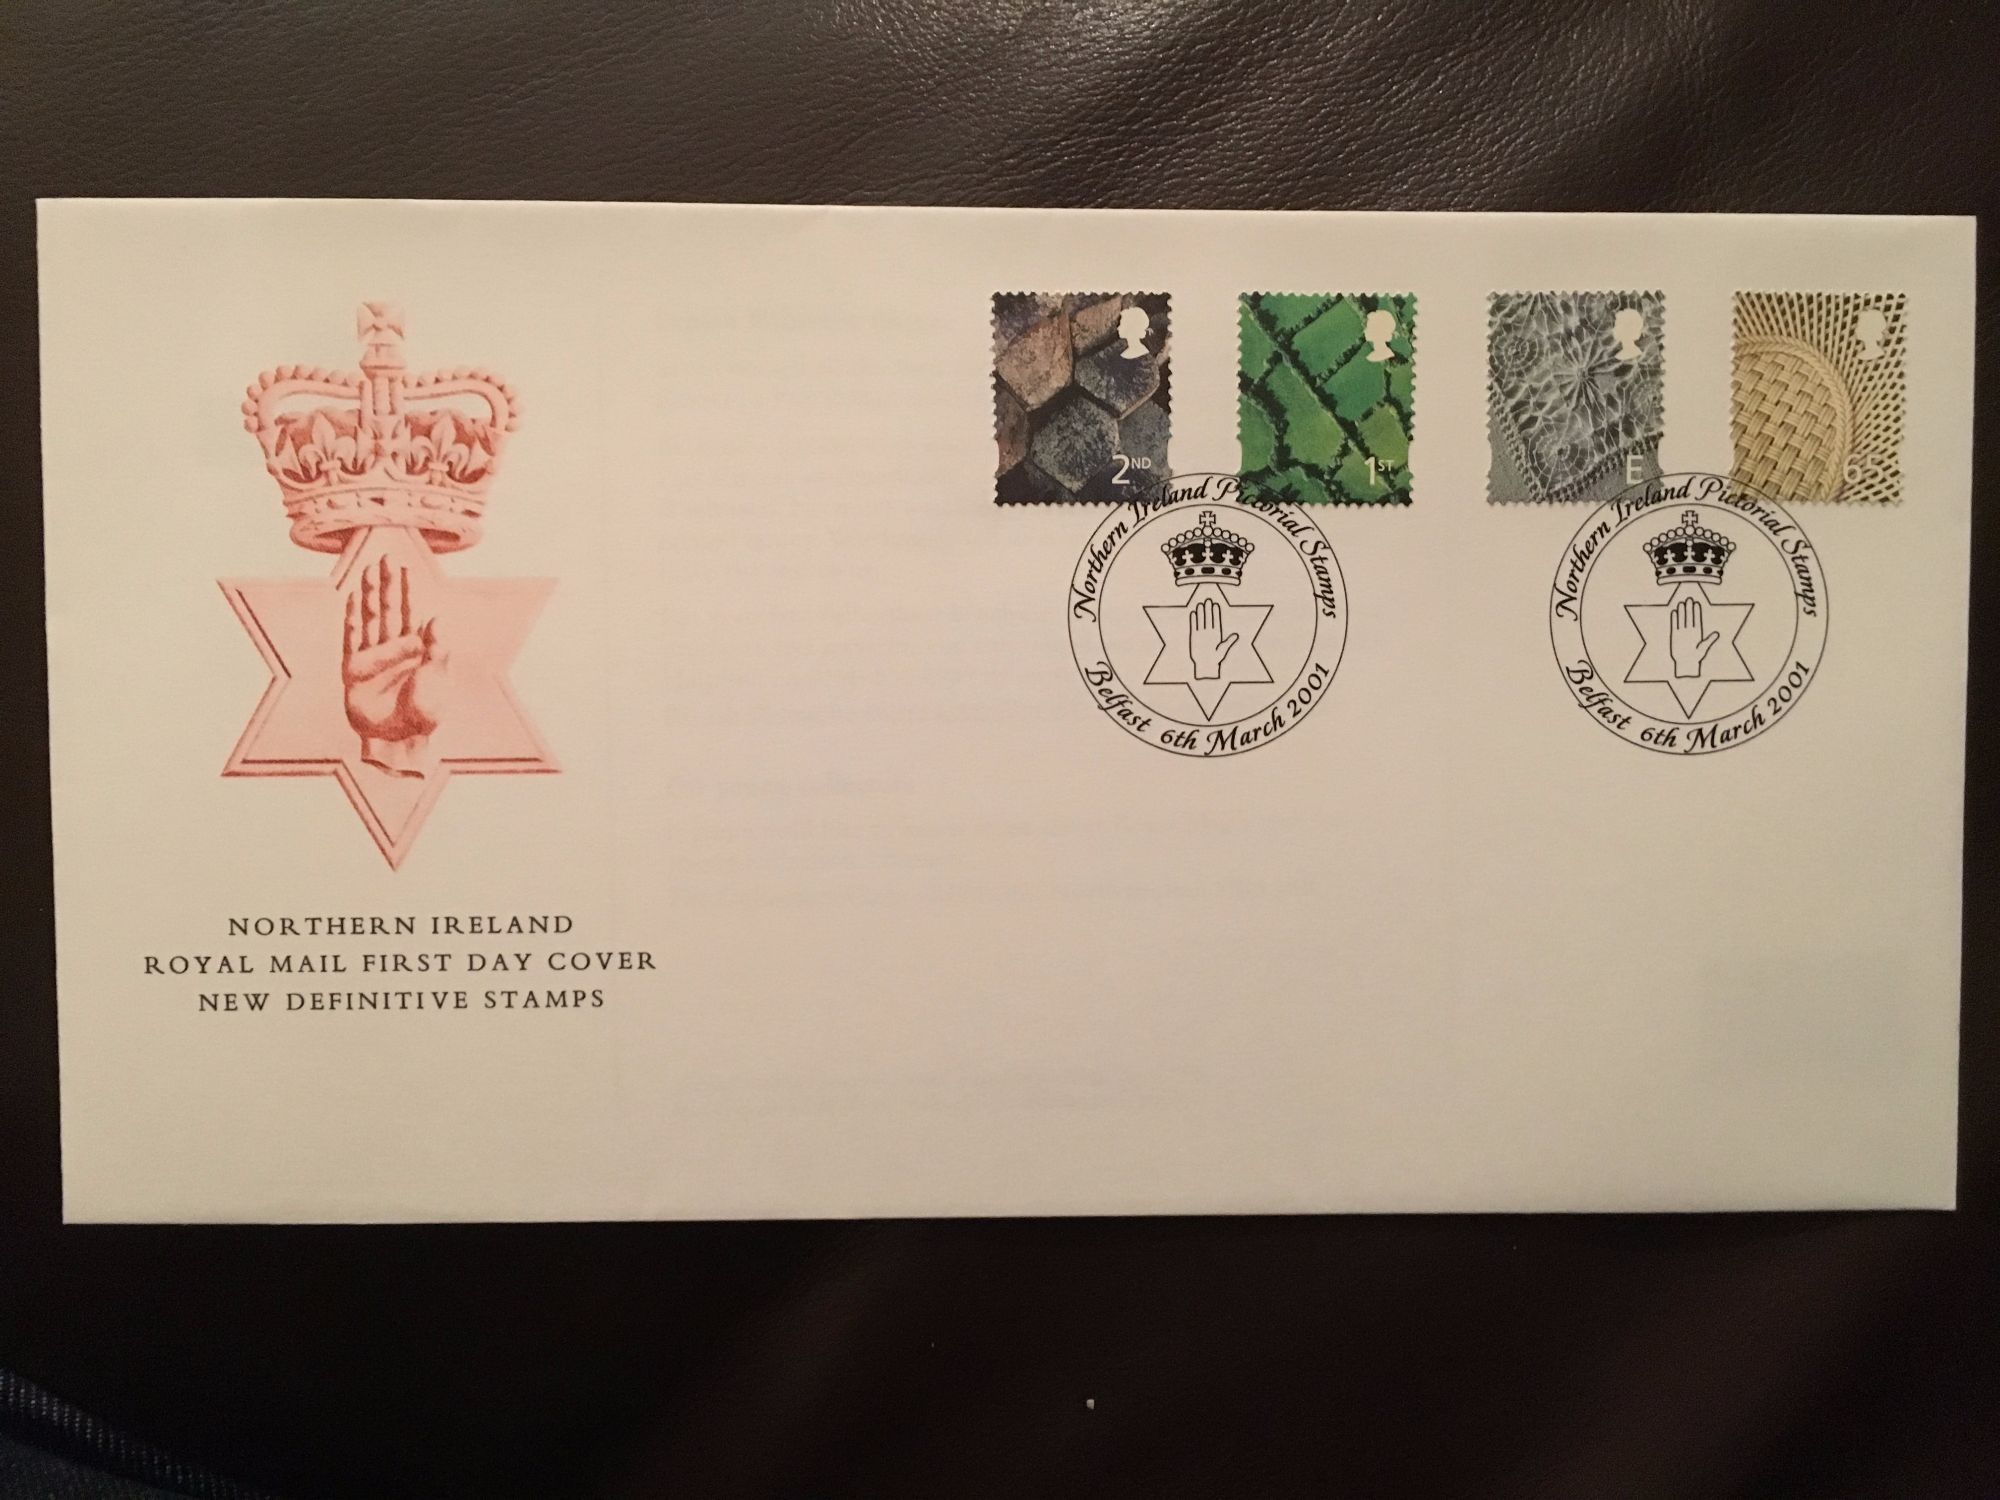 2ND
1ST
E
65
Northern Ireland Pictorial Stamps
Belfast 6th March 2001
Northern Ireland Pictorial Stamps
Belfast 6th March 2001
NORTHERN IRELAND
ROYAL MAIL FIRST DAY COVER
NEW DEFINITIVE STAMPS